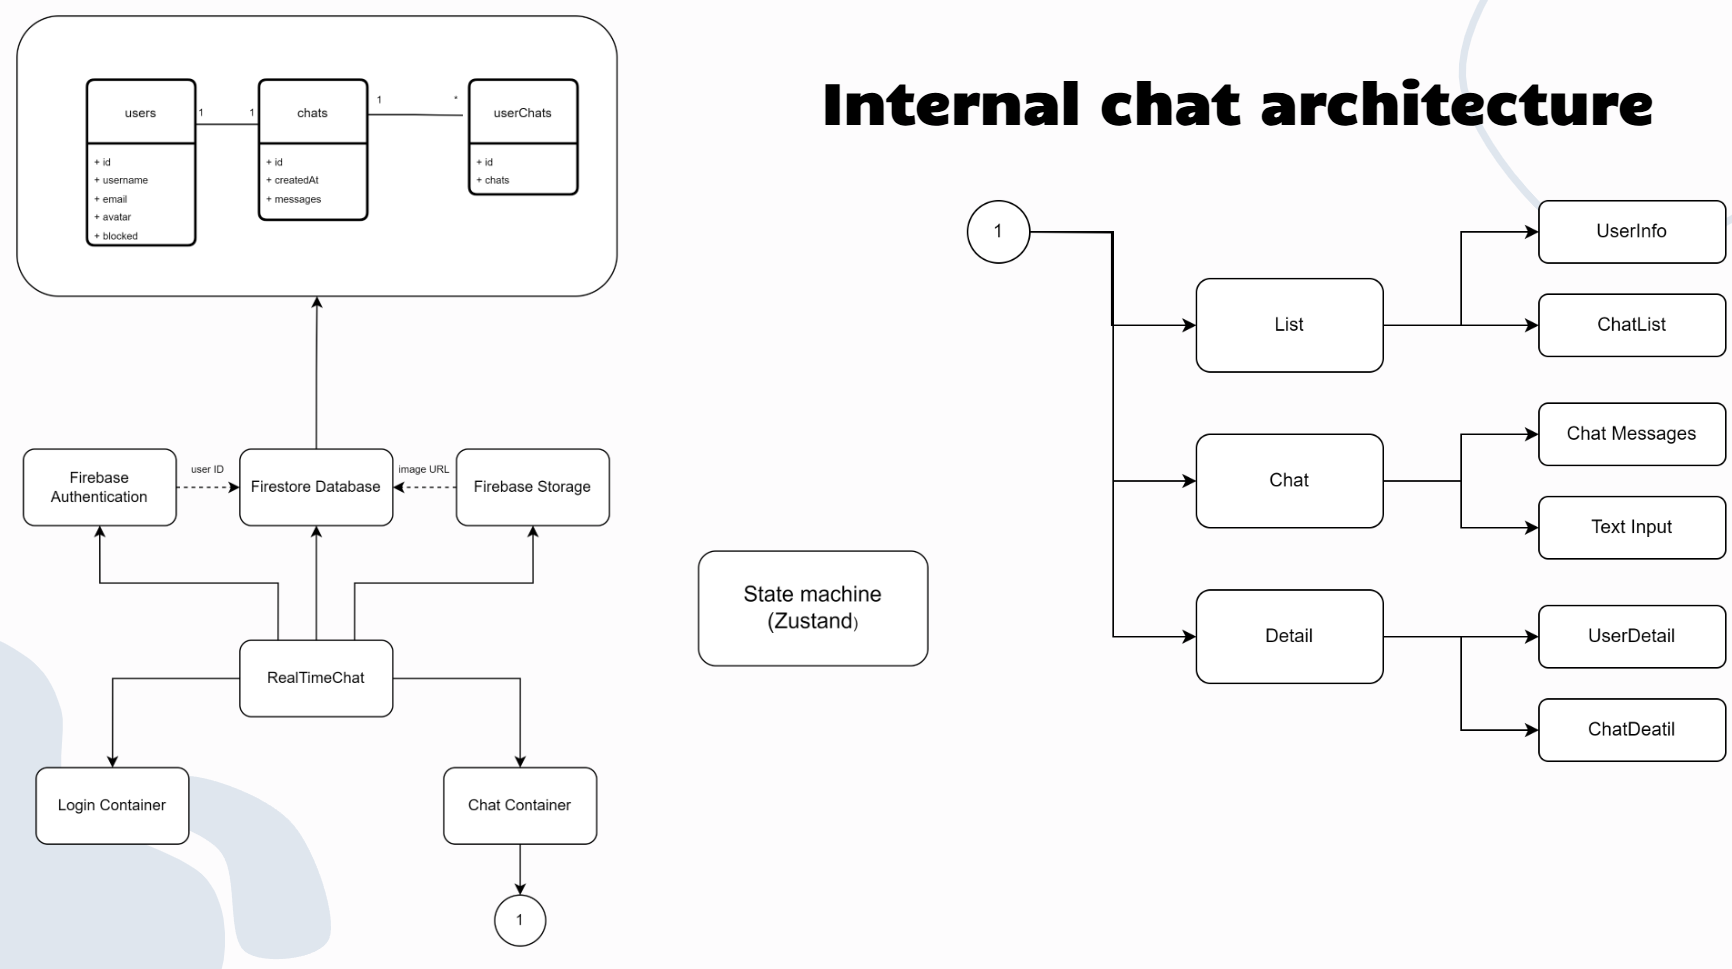 Internal chat architecture
users
1
1
chats
1
*
userChats
+ id
+ username
+ email
+ avatar
+ blocked
+ id
+ createdAt
+ messages
+ id
+ chats
Firebase
Authentication
user ID
Firestore Database
image URL
Firebase Storage
RealTimeChat
Login Container
Chat Container
1
State machine
(Zustand)
1
List
UserInfo
ChatList
Chat
Chat Messages
Text Input
Detail
UserDetail
ChatDeatil